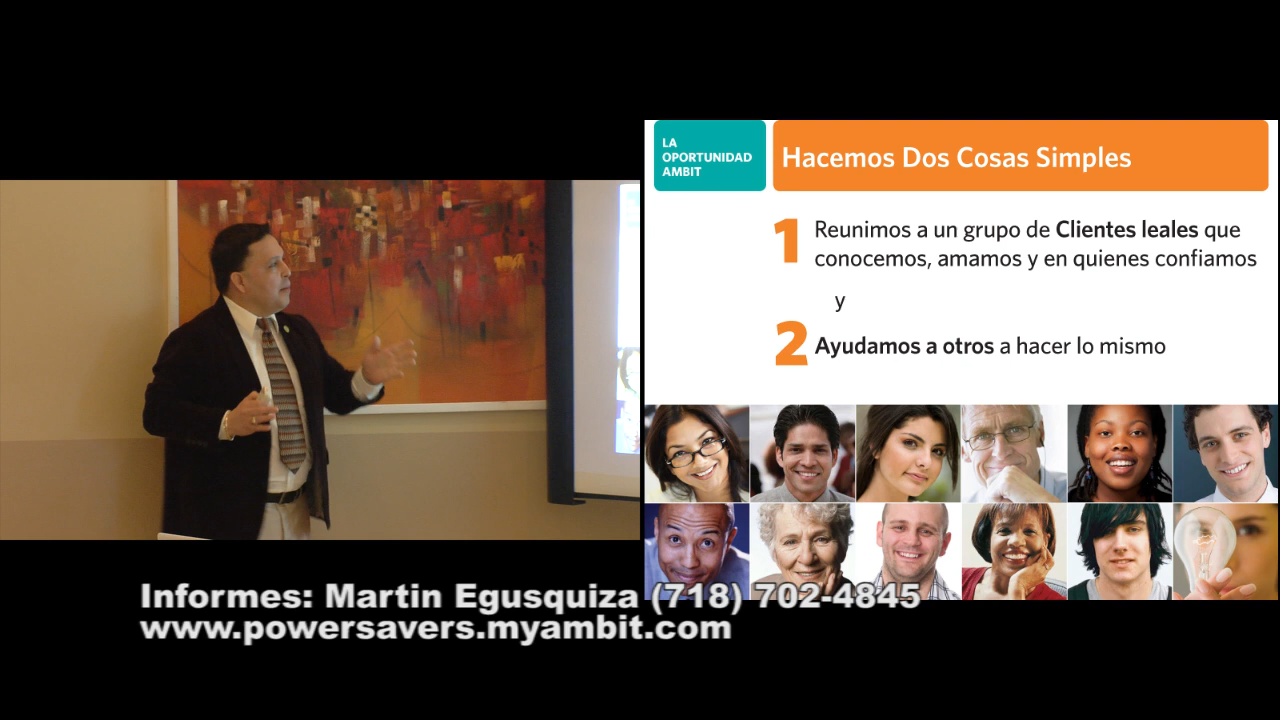 LA
OPORTUNIDAD
AMBIT
Hacemos Dos Cosas Simples
1 Reunimos a un grupo de Clientes leales que
conocemos, amamos y en quienes confiamos
y
2 Ayudamos a otros a hacer lo mismo
Informes: Martin Egusquiza (718) 702-4845
www.powersavers.myambit.com